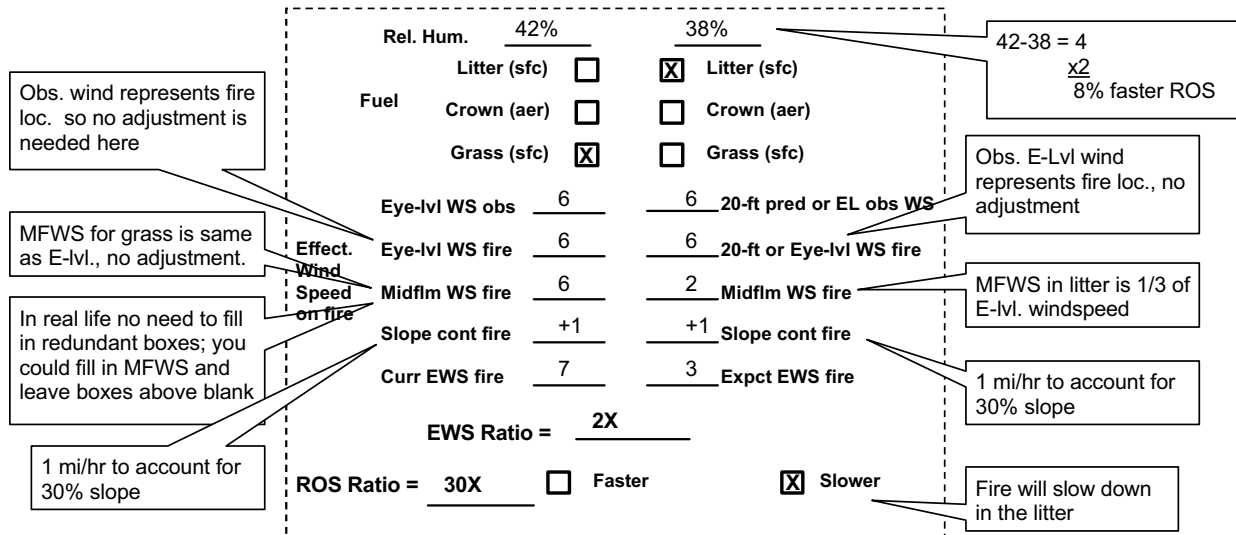 Rel. Hum. 42% 38%
42-38 = 4
x2
8% faster ROS
Litter (sfc) X Litter (sfc)
Fuel
Crown (aer) Crown (aer)
Grass (sfc) X Grass (sfc)
Obs. wind represents fire
loc. so no adjustment is
needed here
Obs. E-Lvl wind
represents fire loc., no
adjustment
Eye-lvl WS obs 6 6 20-ft pred or EL obs WS
MFWS for grass is same
as E-lvl., no adjustment.
Effect.
Wind
Speed
on fire
Eye-lvl WS fire 6 6 20-ft or Eye-lvl WS fire
Midflm WS fire 6 2 Midflm WS fire
MFWS in litter is 1/3 of
E-lvl. windspeed
In real life no need to fill
in redundant boxes; you
could fill in MFWS and
leave boxes above blank
Slope cont fire +1 +1 Slope cont fire
Curr EWS fire 7 3 Expct EWS fire
1 mi/hr to account for
30% slope
EWS Ratio = 2X
1 mi/hr to account for
30% slope
ROS Ratio = 30X Faster X Slower
Fire will slow down
in the litter